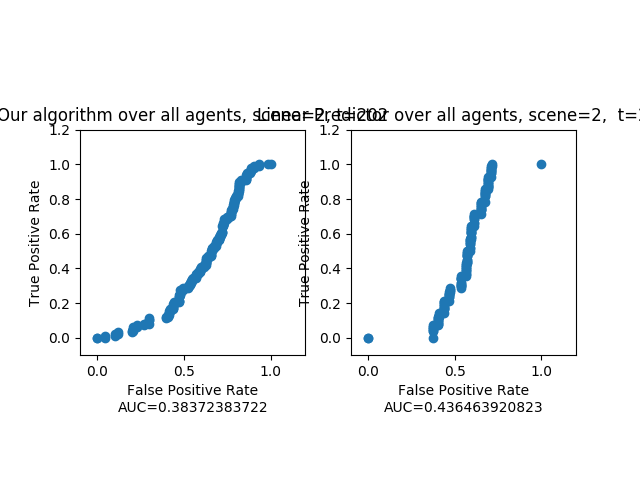 Our algorithm over all agents, scene=2, t=202
Linear Predictor over all agents, scene=2, t=
1.2
1.0
0.8
0.6
0.4
0.2
0.0
True Positive Rate
0.0 0.5 1.0
False Positive Rate
AUC=0.38372383722
1.2
1.0
0.8
0.6
0.4
0.2
0.0
True Positive Rate
0.0 0.5 1.0
False Positive Rate
AUC=0.436463920823